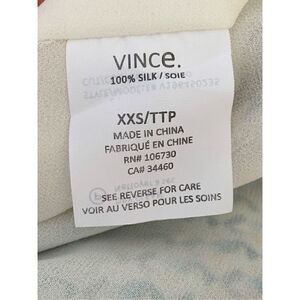 VINCE.
100% SILK / SOIE
XXS/TTP
MADE IN CHINA
FABRIQUÉ EN CHINE
RN# 106730
CA# 34460
SEE REVERSE FOR CARE
VOIR AU VERSO POUR LES SOINS